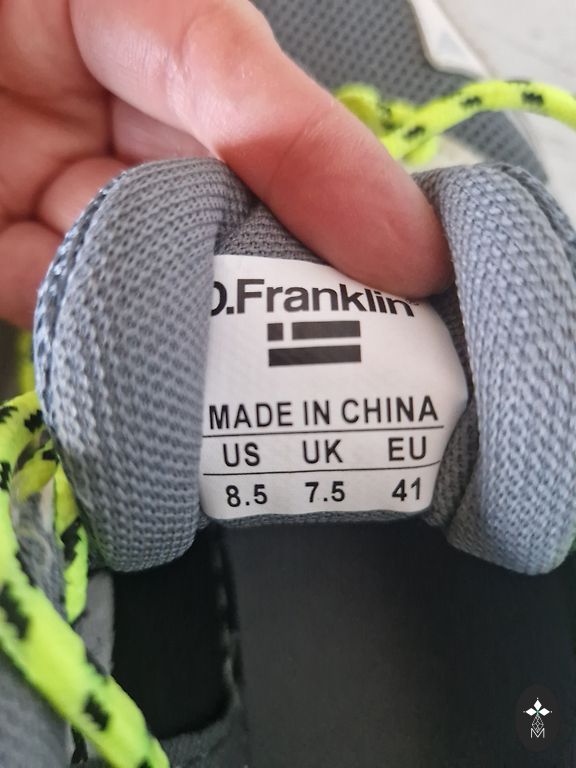 D.Franklin
MADE IN CHINA
US UK EU
8.5 7.5 41
M